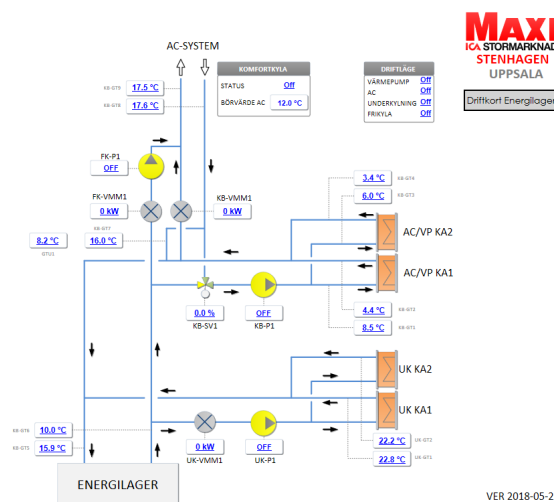 MAXI
ICA STORMARKNAD
STENHAGEN
UPPSALA
Driftkort Energilager
AC-SYSTEM
KOMFORTKYLA
STATUS Off
BÖRVÄRDE AC 12.0 °C
DRIFTLÄGE
VÄRMEPUMP Off
AC Off
UNDERKYLNING Off
FRIKYLA Off
KB-GT9 17.5 °C
KB-GT8 17.6 °C
FK-P1
OFF
FK-VMM1
0 kW
KB-VMM1
0 kW
KB-GT7
16.0 °C
8.2 °C
GTU1
3.4 °C KB-GT4
6.0 °C KB-GT3
AC/VP KA2
AC/VP KA1
0.0 %
KB-SV1
OFF
KB-P1
4.4 °C KB-GT2
8.5 °C KB-GT1
UK KA2
UK KA1
KB-GT6 10.0 °C
KB-GT5 15.9 °C
0 kW
UK-VMM1
OFF
UK-P1
22.2 °C UK-GT2
22.8 °C UK-GT1
ENERGILAGER
VER 2018-05-2